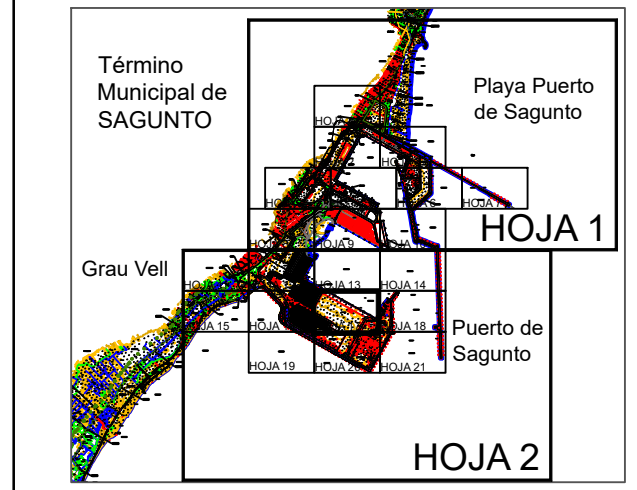 Término
Municipal de
SAGUNTO
Playa Puerto
de Sagunto
HOJA 7
HOJA 1
HOJA 9
Grau Vell
HOJA 13
HOJA 14
HOJA 18
Puerto de
Sagunto
HOJA 19
HOJA 20
HOJA 21
HOJA 2